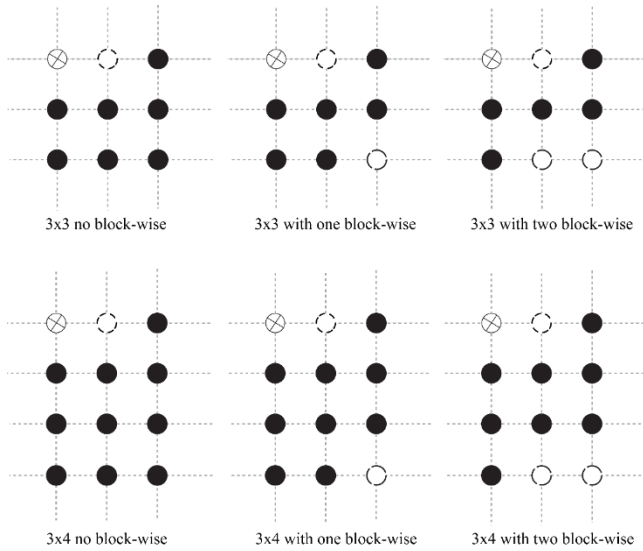 3x3 no block-wise
3x3 with one block-wise
3x3 with two block-wise
3x4 no block-wise
3x4 with one block-wise
3x4 with two block-wise